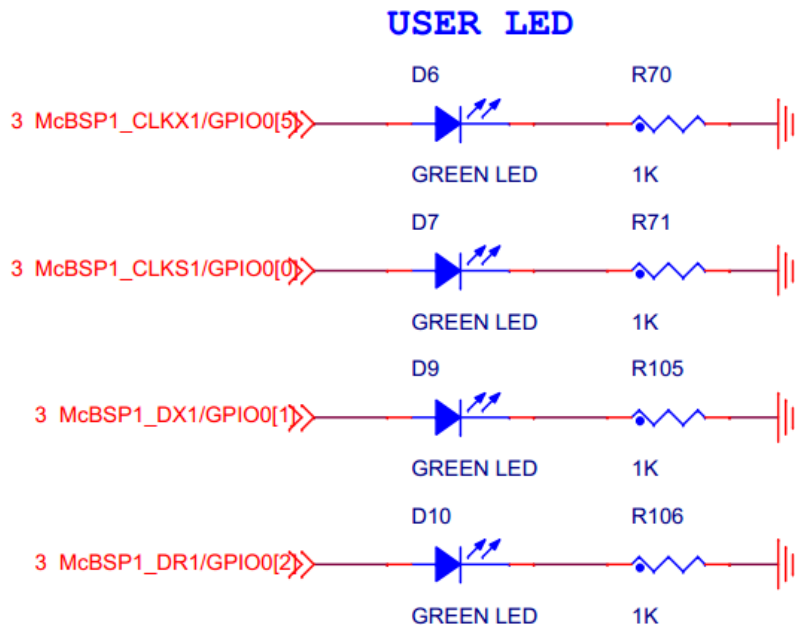 USER LED
D6 R70
3 McBSP1_CLKX1/GPIO0[5]
GREEN LED 1K
D7 R71
3 McBSP1_CLKS1/GPIO0[0]
GREEN LED 1K
D9 R105
3 McBSP1_DX1/GPIO0[1]
GREEN LED 1K
D10 R106
3 McBSP1_DR1/GPIO0[2]
GREEN LED 1K